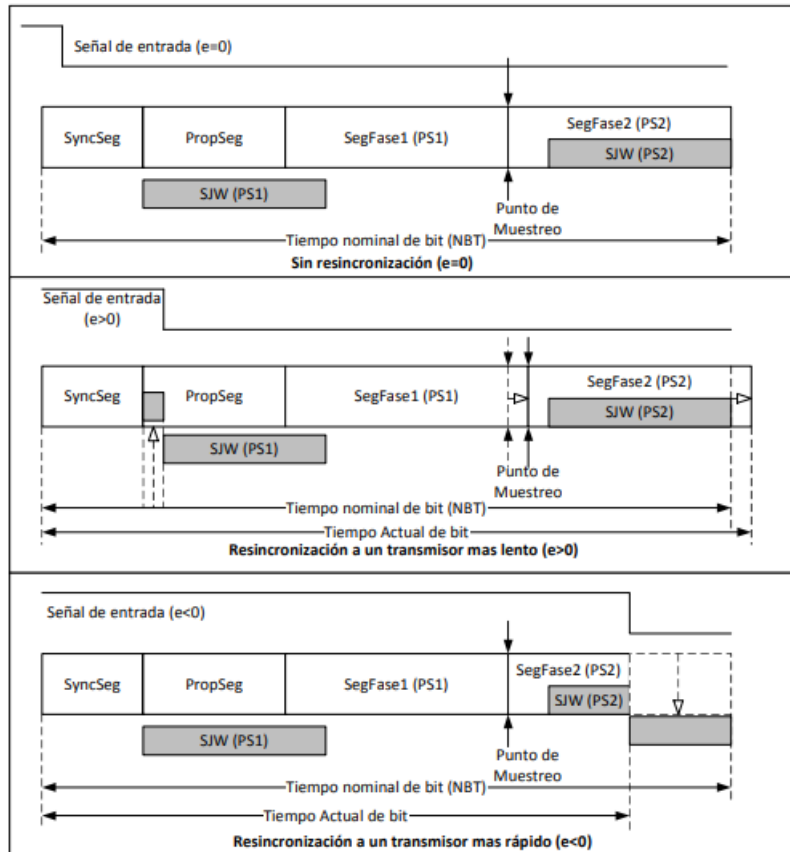 Señal de entrada (e=0)
SyncSeg
PropSeg
SegFase1 (PS1)
SegFase2 (PS2)
SJW (PS2)
SJW (PS1)
Punto de
Muestreo
Tiempo nominal de bit (NBT)
Sin resincronización (e=0)
Señal de entrada
(e>0)
SyncSeg
PropSeg
SegFase1 (PS1)
SegFase2 (PS2)
SJW (PS2)
SJW (PS1)
Punto de
Muestreo
Tiempo nominal de bit (NBT)
Tiempo Actual de bit
Resincronización a un transmisor mas lento (e>0)
Señal de entrada (e<0)
SyncSeg
PropSeg
SegFase1 (PS1)
SegFase2 (PS2)
SJW (PS2)
SJW (PS1)
Punto de
Muestreo
Tiempo nominal de bit (NBT)
Tiempo Actual de bit
Resincronización a un transmisor mas rápido (e<0)